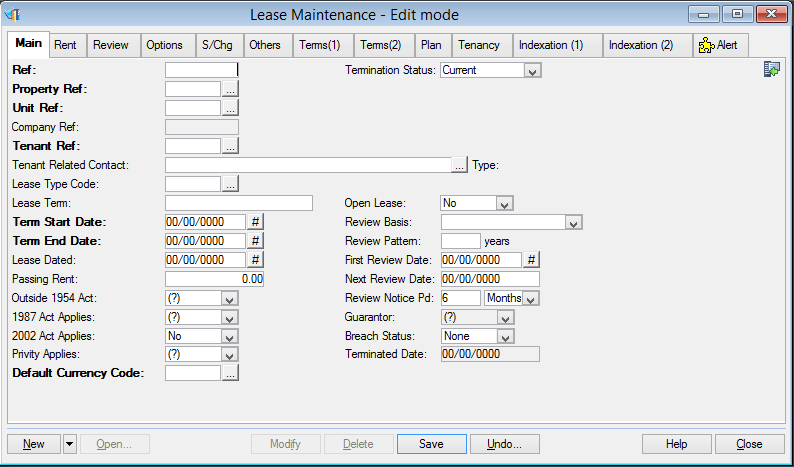 Lease Maintenance - Edit mode
Main Rent Review Options S/Chg Others Terms(1) Terms(2) Plan Tenancy Indexation (1) Indexation (2) Alert
Ref: Termination Status: Current
Property Ref: ...
Unit Ref: ...
Company Ref:
Tenant Ref: ...
Tenant Related Contact: ... Type:
Lease Type Code: ...
Lease Term: Open Lease: No
Term Start Date: 00/00/0000 # Review Basis:
Term End Date: 00/00/0000 # Review Pattern: years
Lease Dated: 00/00/0000 # First Review Date: 00/00/0000 #
Passing Rent: 0.00 Next Review Date: 00/00/0000
Outside 1954 Act: (?) Review Notice Pd: 6 Months
1987 Act Applies: (?) Guarantor: (?)
2002 Act Applies: No Breach Status: None
Privity Applies: (?) Terminated Date: 00/00/0000
Default Currency Code: ...
New Open... Modify Delete Save Undo... Help Close